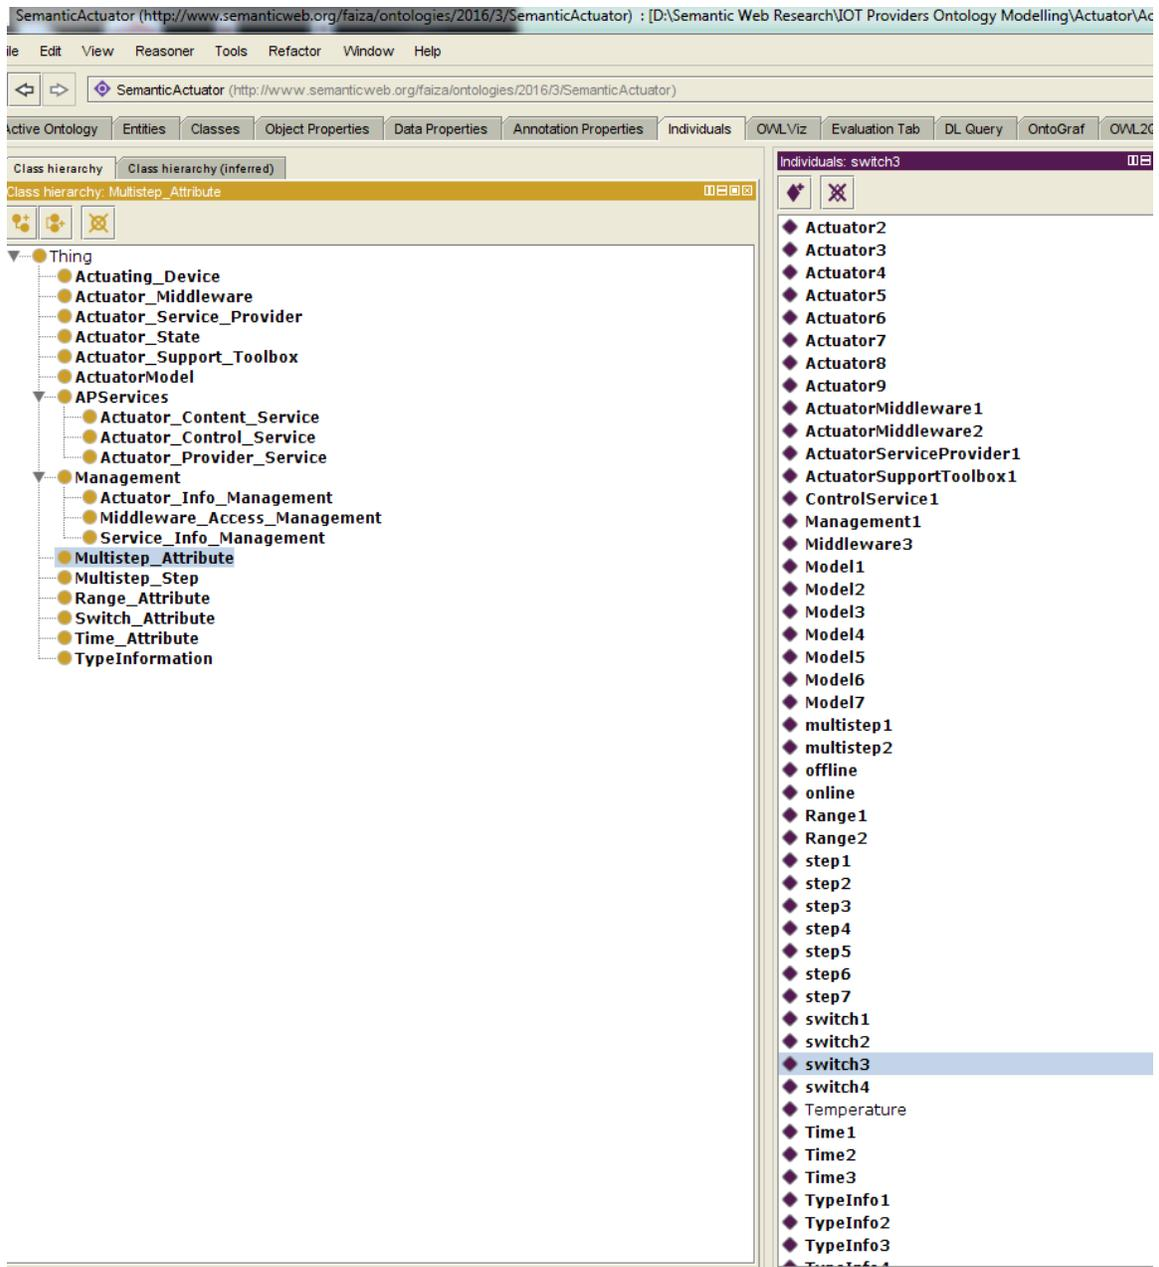 SemanticActuator (http://www.semanticweb.org/faiza/ontologies/2016/3/SemanticActuator) : [D:\Semantic Web Research\IOT Providers Ontology Modelling\Actuator\Ac
ile Edit View Reasoner Tools Refactor Window Help
SemanticActuator (http://www.semanticweb.org/faiza/ontologies/2016/3/SemanticActuator)
Active Ontology Entities Classes Object Properties Data Properties Annotation Properties Individuals OWLViz Evaluation Tab DL Query OntoGraf OWL2Q
Class hierarchy Class hierarchy (inferred)
Class hierarchy: Multistep_Attribute
Thing
Actuating_Device
Actuator_Middleware
Actuator_Service_Provider
Actuator_State
Actuator_Support_Toolbox
ActuatorModel
APServices
Actuator_Content_Service
Actuator_Control_Service
Actuator_Provider_Service
Management
Actuator_Info_Management
Middleware_Access_Management
Service_Info_Management
Multistep_Attribute
Multistep_Step
Range_Attribute
Switch_Attribute
Time_Attribute
TypeInformation
Individuals: switch3
Actuator2
Actuator3
Actuator4
Actuator5
Actuator6
Actuator7
Actuator8
Actuator9
ActuatorMiddleware1
ActuatorMiddleware2
ActuatorServiceProvider1
ActuatorSupportToolbox1
ControlService1
Management1
Middleware3
Model1
Model2
Model3
Model4
Model5
Model6
Model7
multistep1
multistep2
offline
online
Range1
Range2
step1
step2
step3
step4
step5
step6
step7
switch1
switch2
switch3
switch4
Temperature
Time1
Time2
Time3
TypeInfo1
TypeInfo2
TypeInfo3